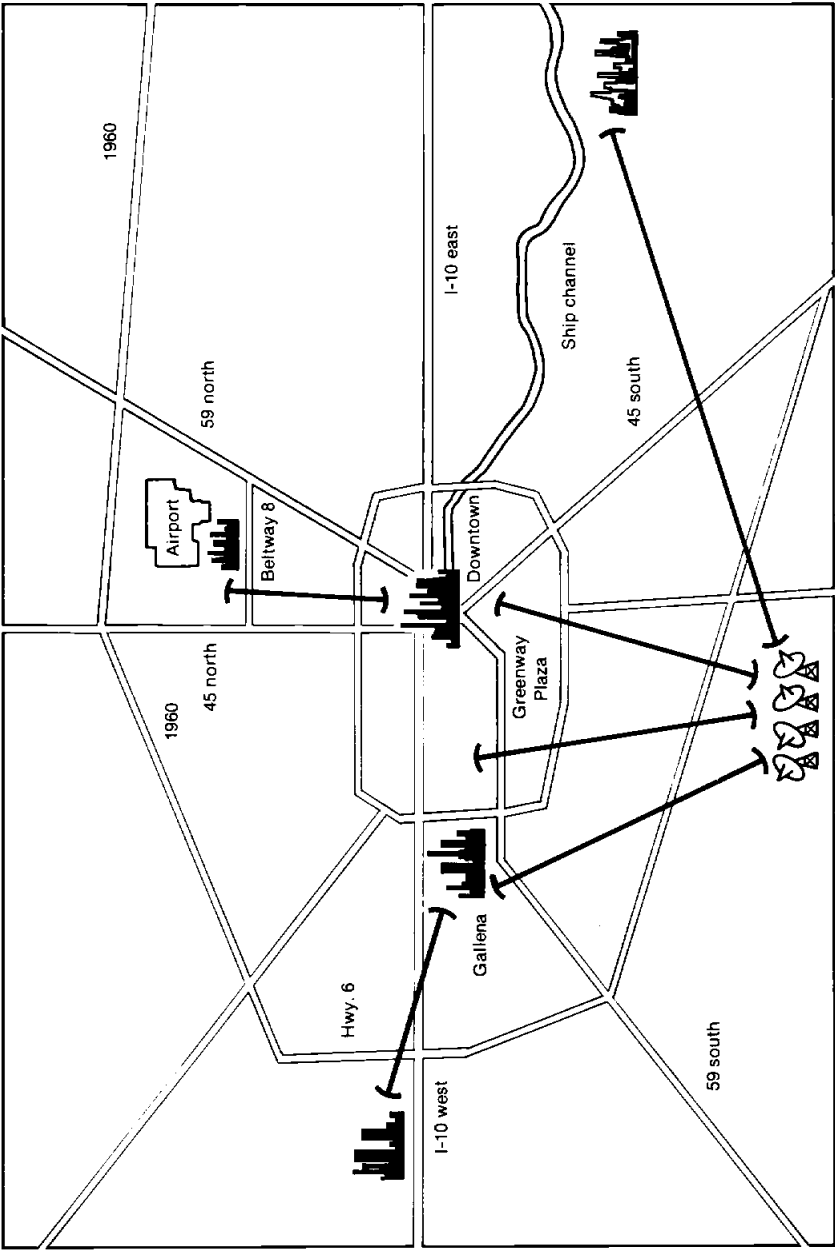 1960
59 north
I-10 east
Ship channel
45 south
Airport
Beltway 8
Downtown
1960
45 north
Greenway
Plaza
Hwy. 6
Gallena
I-10 west
59 south